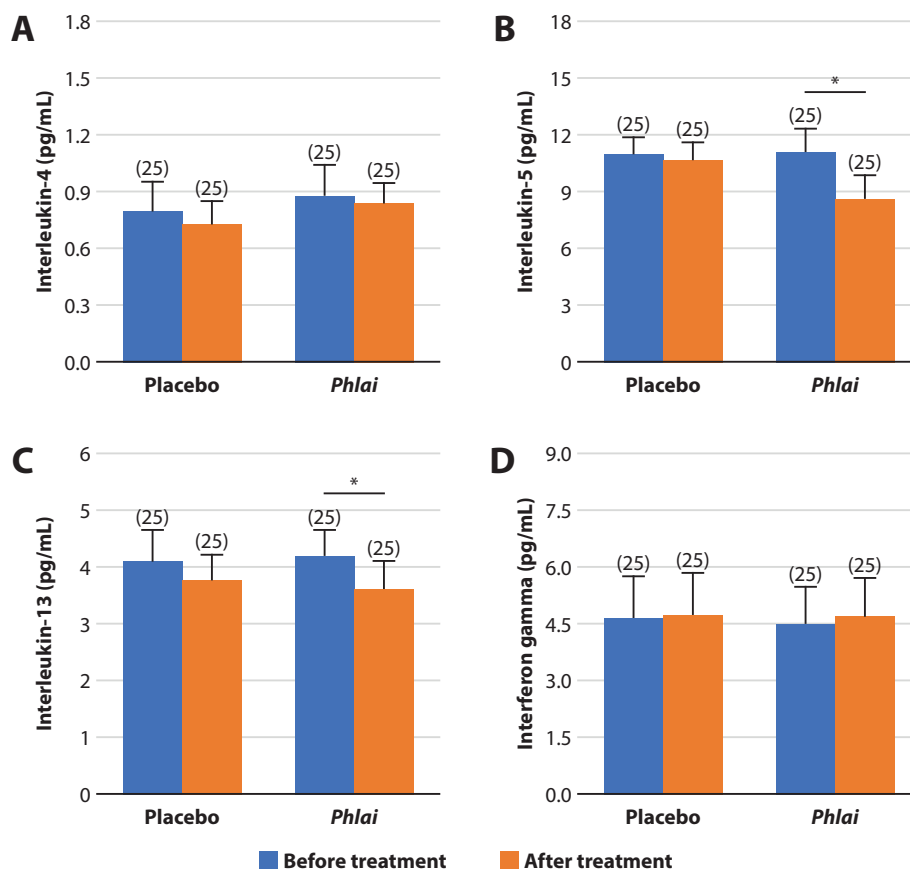 A
Interleukin-4 (pg/mL)
1.8
1.5
1.2
0.9
0.6
0.3
0.0
(25)
(25)
(25)
(25)
Placebo
Phlai
B
Interleukin-5 (pg/mL)
18
15
12
9
6
3
0
(25)
(25)
(25)
(25)
*
Placebo
Phlai
C
Interleukin-13 (pg/mL)
6
5
4
3
2
1
0
(25)
(25)
(25)
(25)
*
Placebo
Phlai
D
Interferon gamma (pg/mL)
9.0
7.5
6.0
4.5
3.0
1.5
0.0
(25)
(25)
(25)
(25)
Placebo
Phlai
Before treatment
After treatment